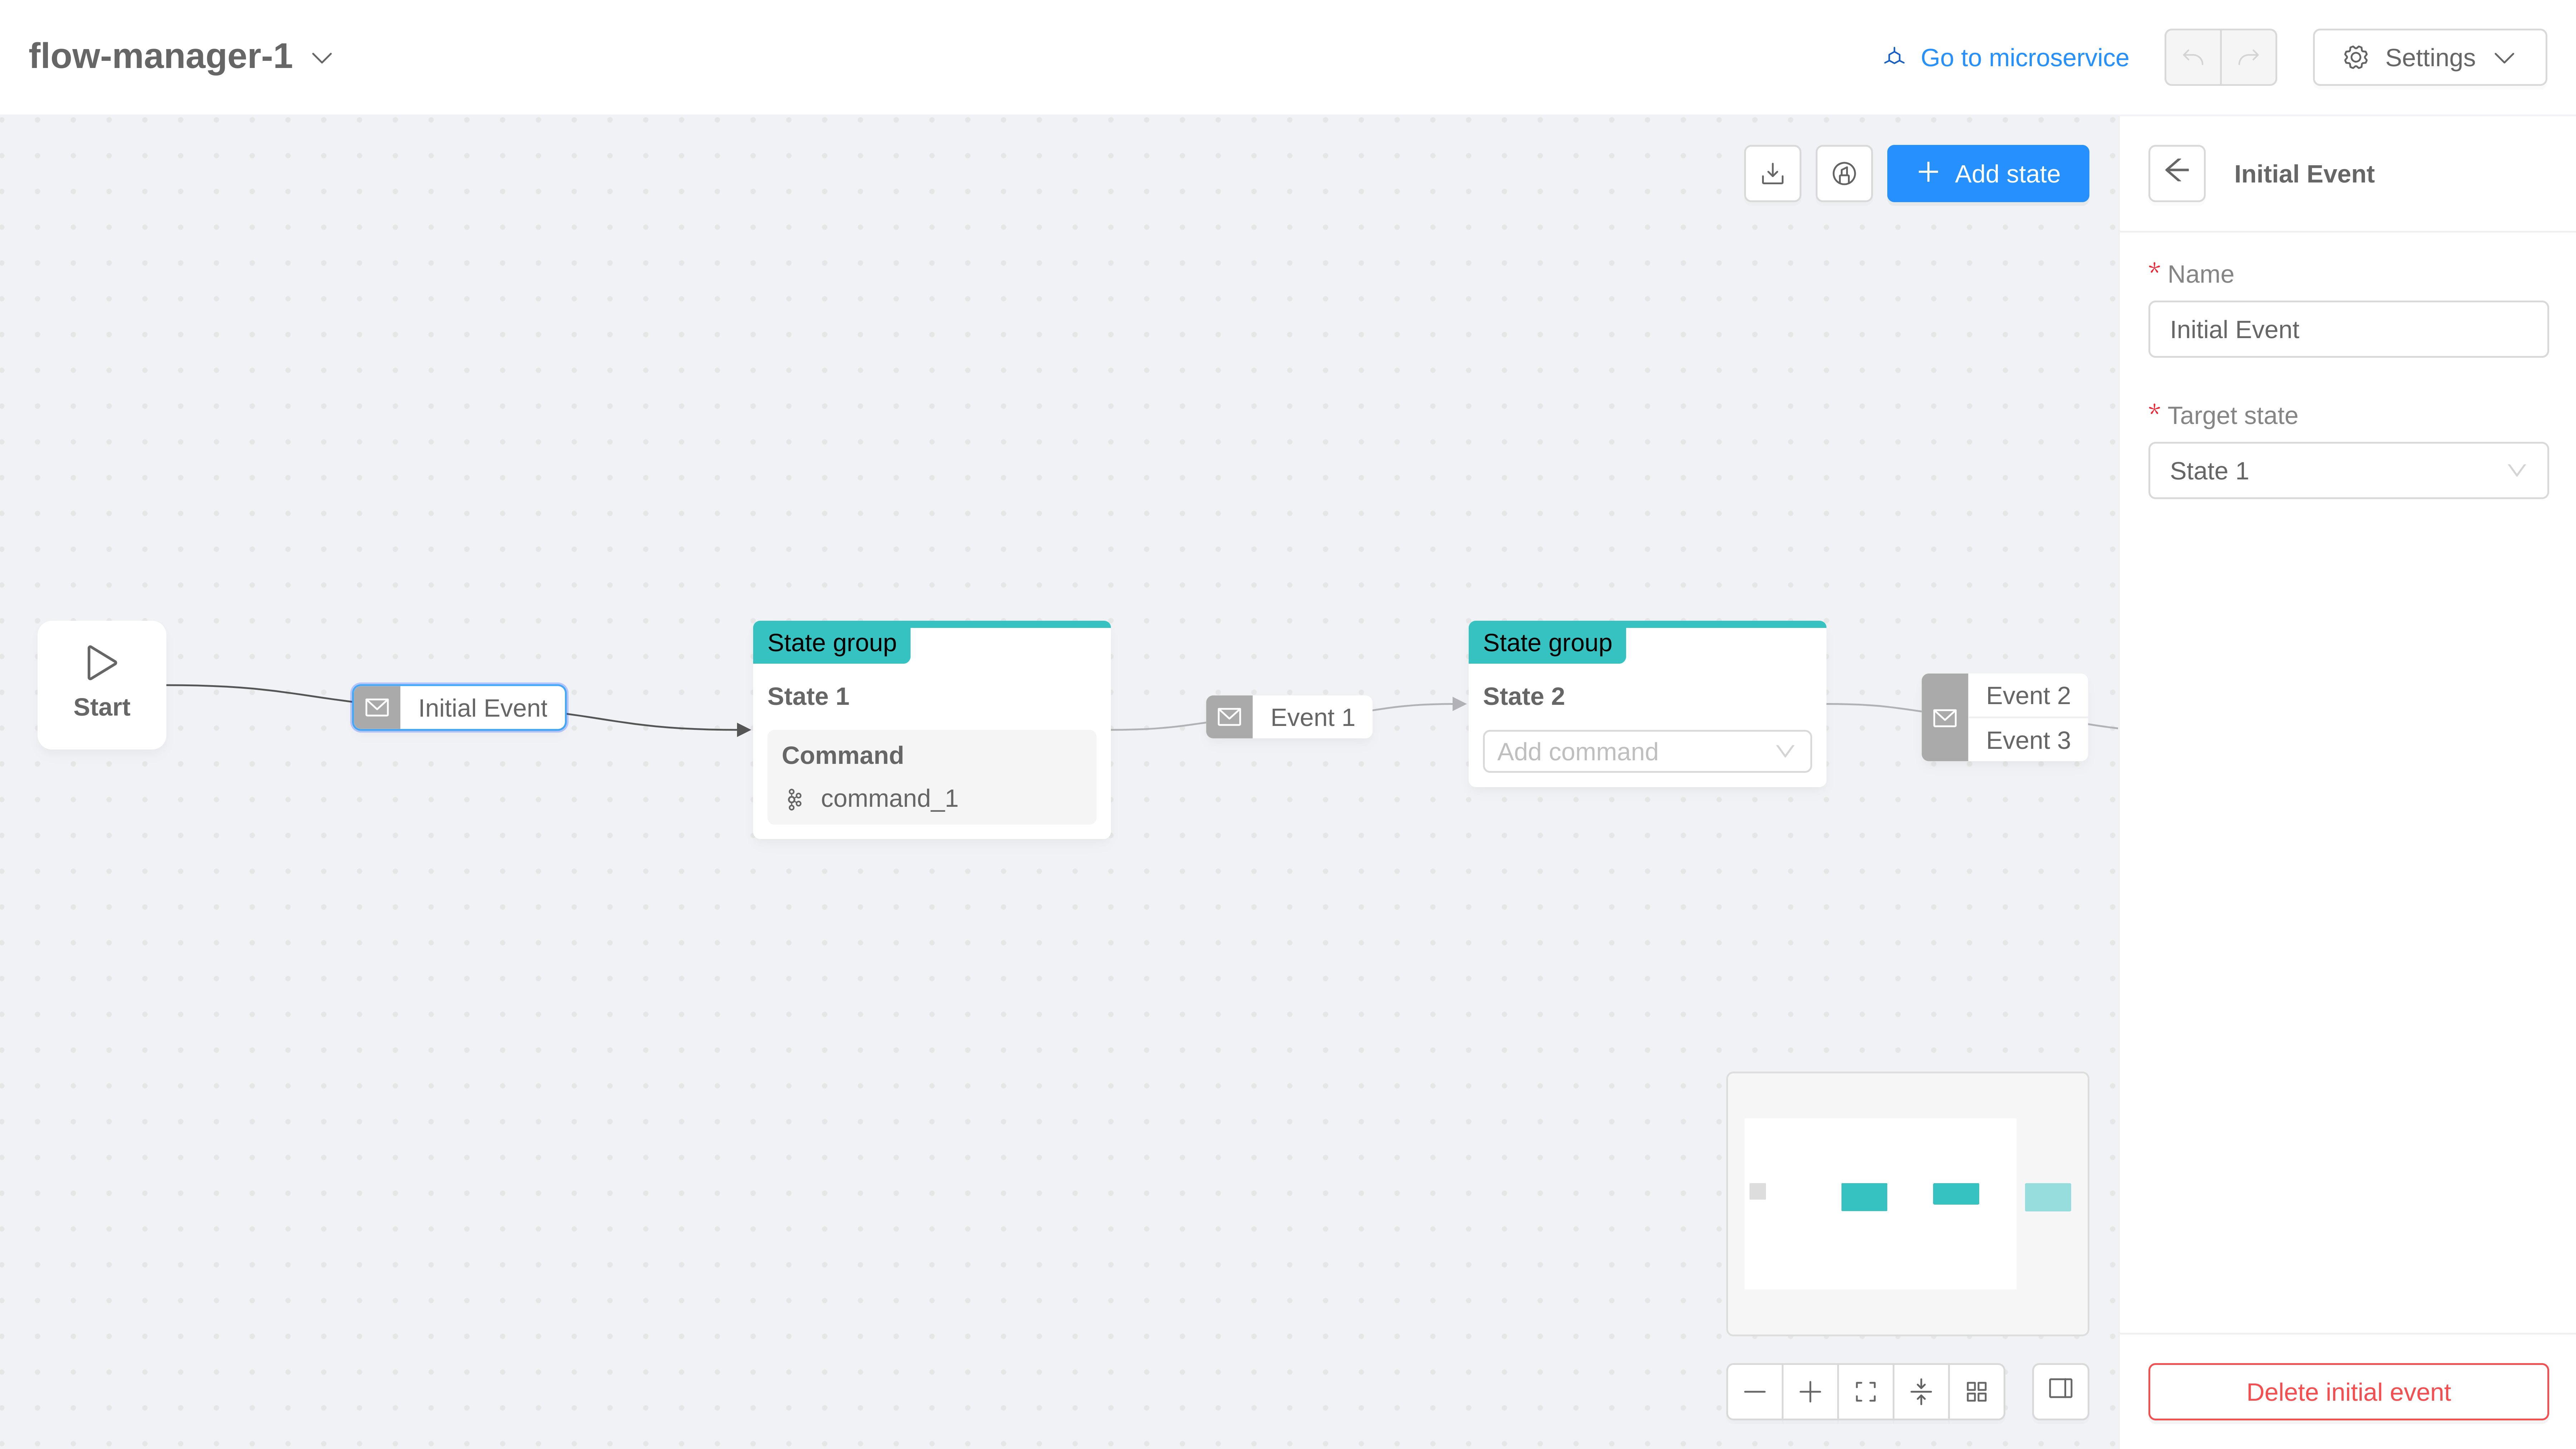 flow-manager-1
Go to microservice
Settings
Add state
Initial Event
* Name
Initial Event
* Target state
State 1
Start
Initial Event
State group
State 1
Command
command_1
Event 1
State group
State 2
Add command
Event 2
Event 3
Delete initial event